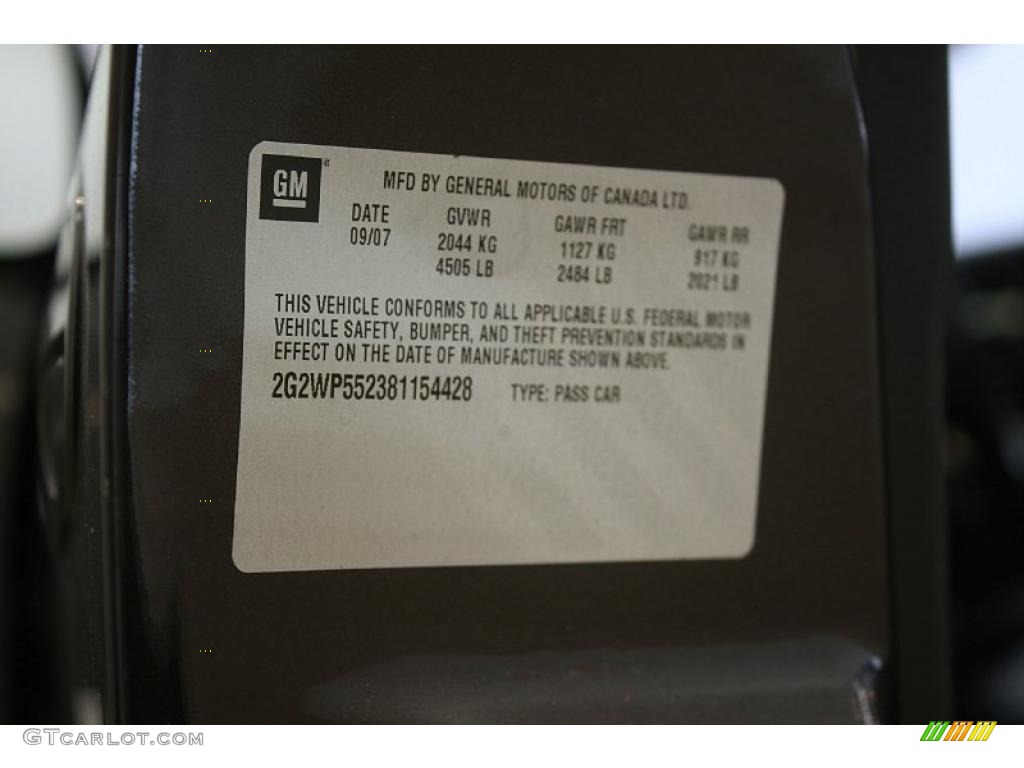 GM ®
MFD BY GENERAL MOTORS OF CANADA LTD.
DATE GVWR GAWR FRT GAWR RR
09/07 2044 KG 1127 KG 917 KG
4505 LB 2484 LB 2021 LB
THIS VEHICLE CONFORMS TO ALL APPLICABLE U.S. FEDERAL MOTOR
VEHICLE SAFETY, BUMPER, AND THEFT PREVENTION STANDARDS IN
EFFECT ON THE DATE OF MANUFACTURE SHOWN ABOVE.
2G2WP552381154428 TYPE: PASS CAR
GTCARLOT.COM